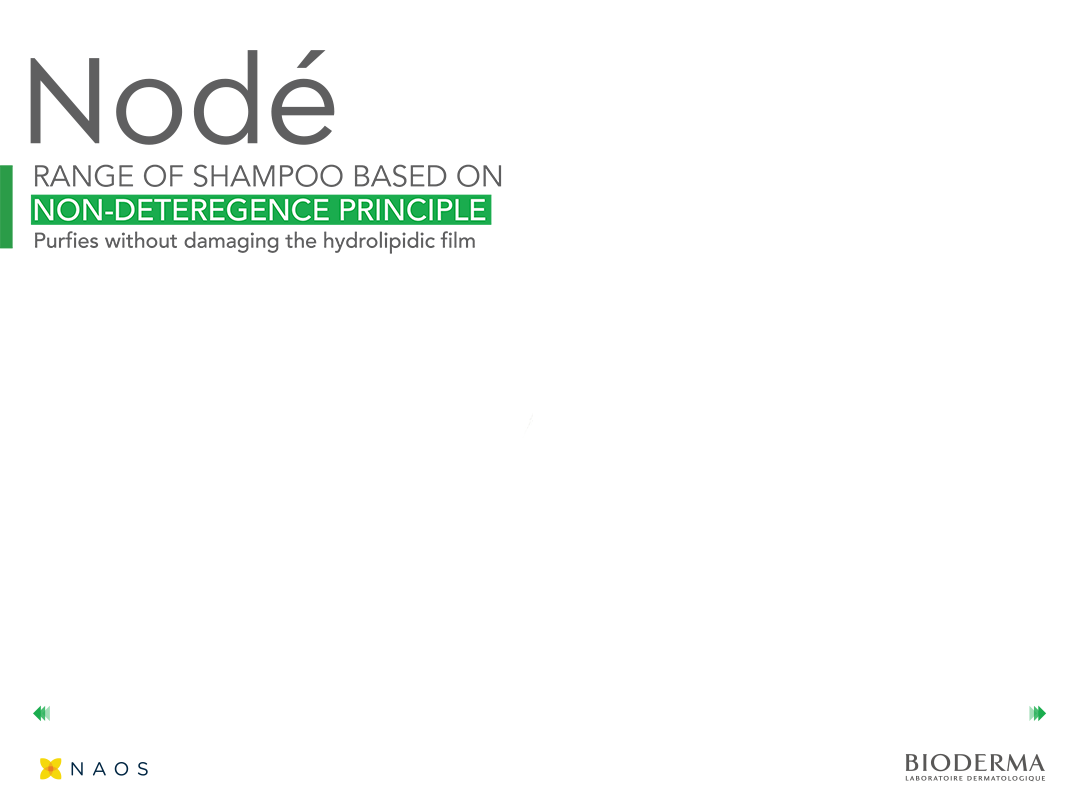 Nodé
RANGE OF SHAMPOO BASED ON
NON-DETEREGENCE PRINCIPLE
Purfies without damaging the hydrolipidic film
NAOS
BIODERMA
LABORATOIRE DERMATOLOGIQUE